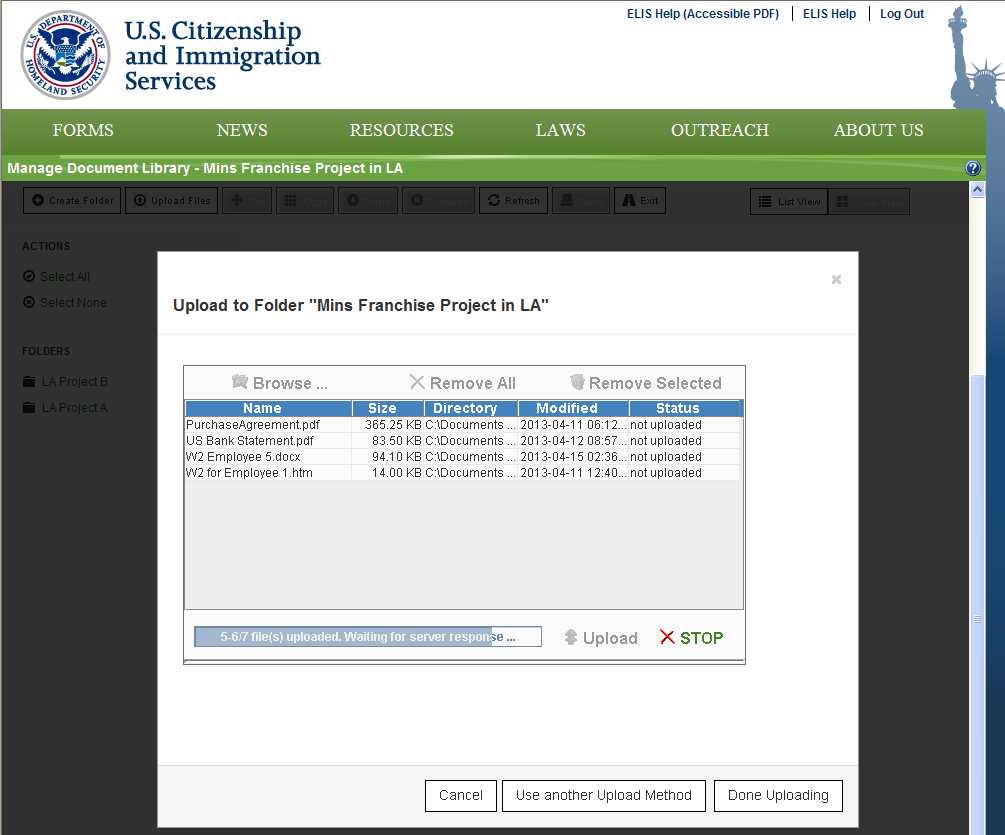 ELIS Help (Accessible PDF) ELIS Help Log Out
U.S. DEPARTMENT OF HOMELAND SECURITY
U.S. Citizenship
and Immigration
Services
FORMS NEWS RESOURCES LAWS OUTREACH ABOUT US
Manage Document Library - Mins Franchise Project in LA ?
Create Folder Upload Files Refresh Exit List View
ACTIONS
Select All
Select None
FOLDERS
LA Project B
LA Project A
Upload to Folder "Mins Franchise Project in LA"
Browse ... Remove All Remove Selected
Name Size Directory Modified Status
PurchaseAgreement.pdf 365.25 KB C:\Documents ... 2013-04-11 06:12... not uploaded
US Bank Statement.pdf 83.50 KB C:\Documents ... 2013-04-12 08:57... not uploaded
W2 Employee 5.docx 94.10 KB C:\Documents ... 2013-04-15 02:36... not uploaded
W2 for Employee 1.htm 14.00 KB C:\Documents ... 2013-04-11 12:40... not uploaded
5-6/7 file(s) uploaded. Waiting for server response ... Upload STOP
Cancel Use another Upload Method Done Uploading